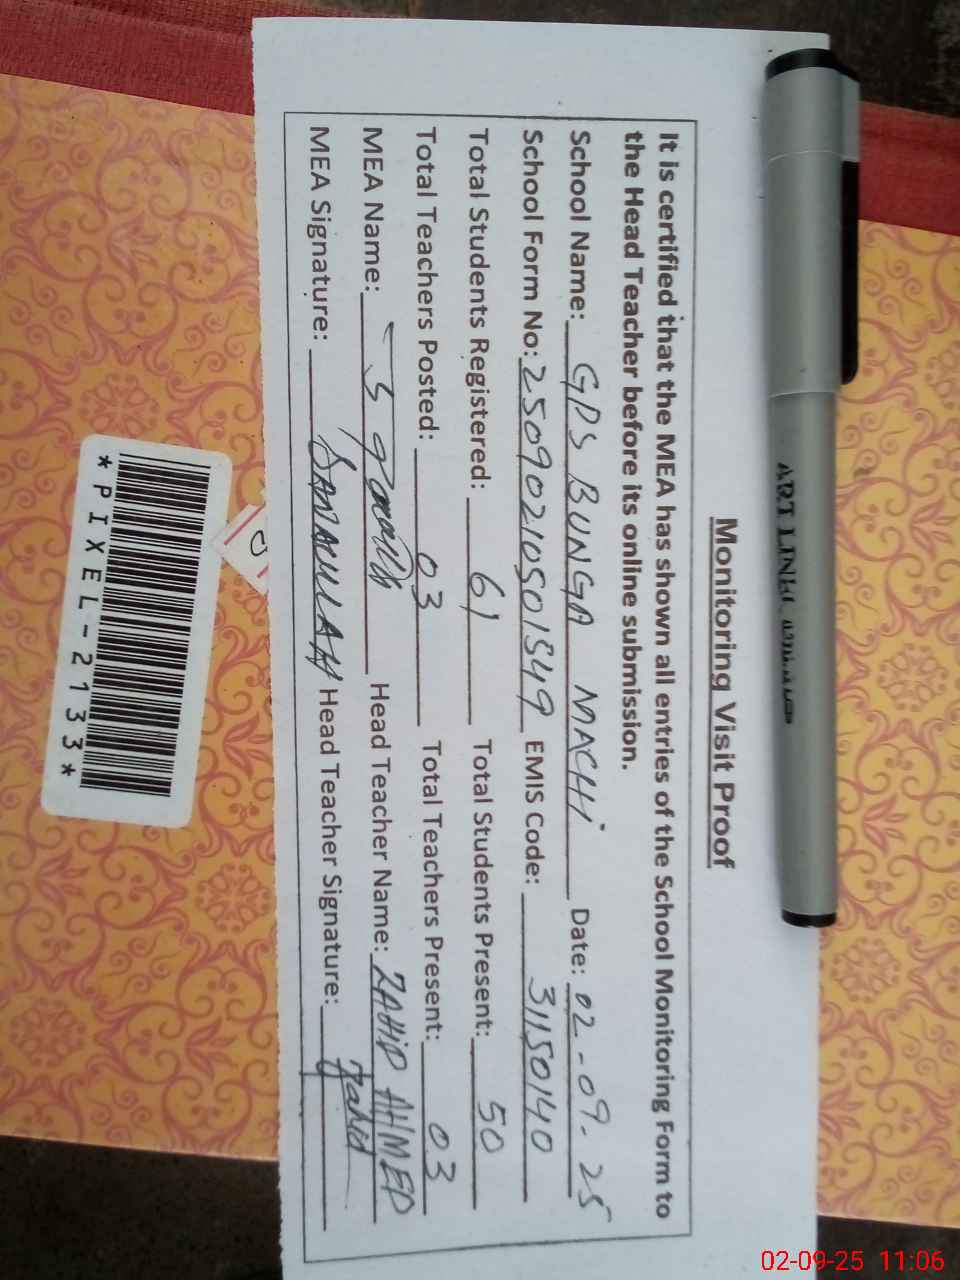 Monitoring Visit Proof
It is certified that the MEA has shown all entries of the School Monitoring Form to
the Head Teacher before its online submission.
School Name: GPS BUNGA MACHI Date: 02-09-25
School Form No: 25090210501549 EMIS Code: 31150140
Total Students Registered: 61 Total Students Present: 50
Total Teachers Posted: 03 Total Teachers Present: 03
MEA Name: Head Teacher Name: ZAHID AHMED
MEA Signature: SANAULLAH Head Teacher Signature: Zahid
ART LINE
*PIXEL-2133*
02-09-25 11:06